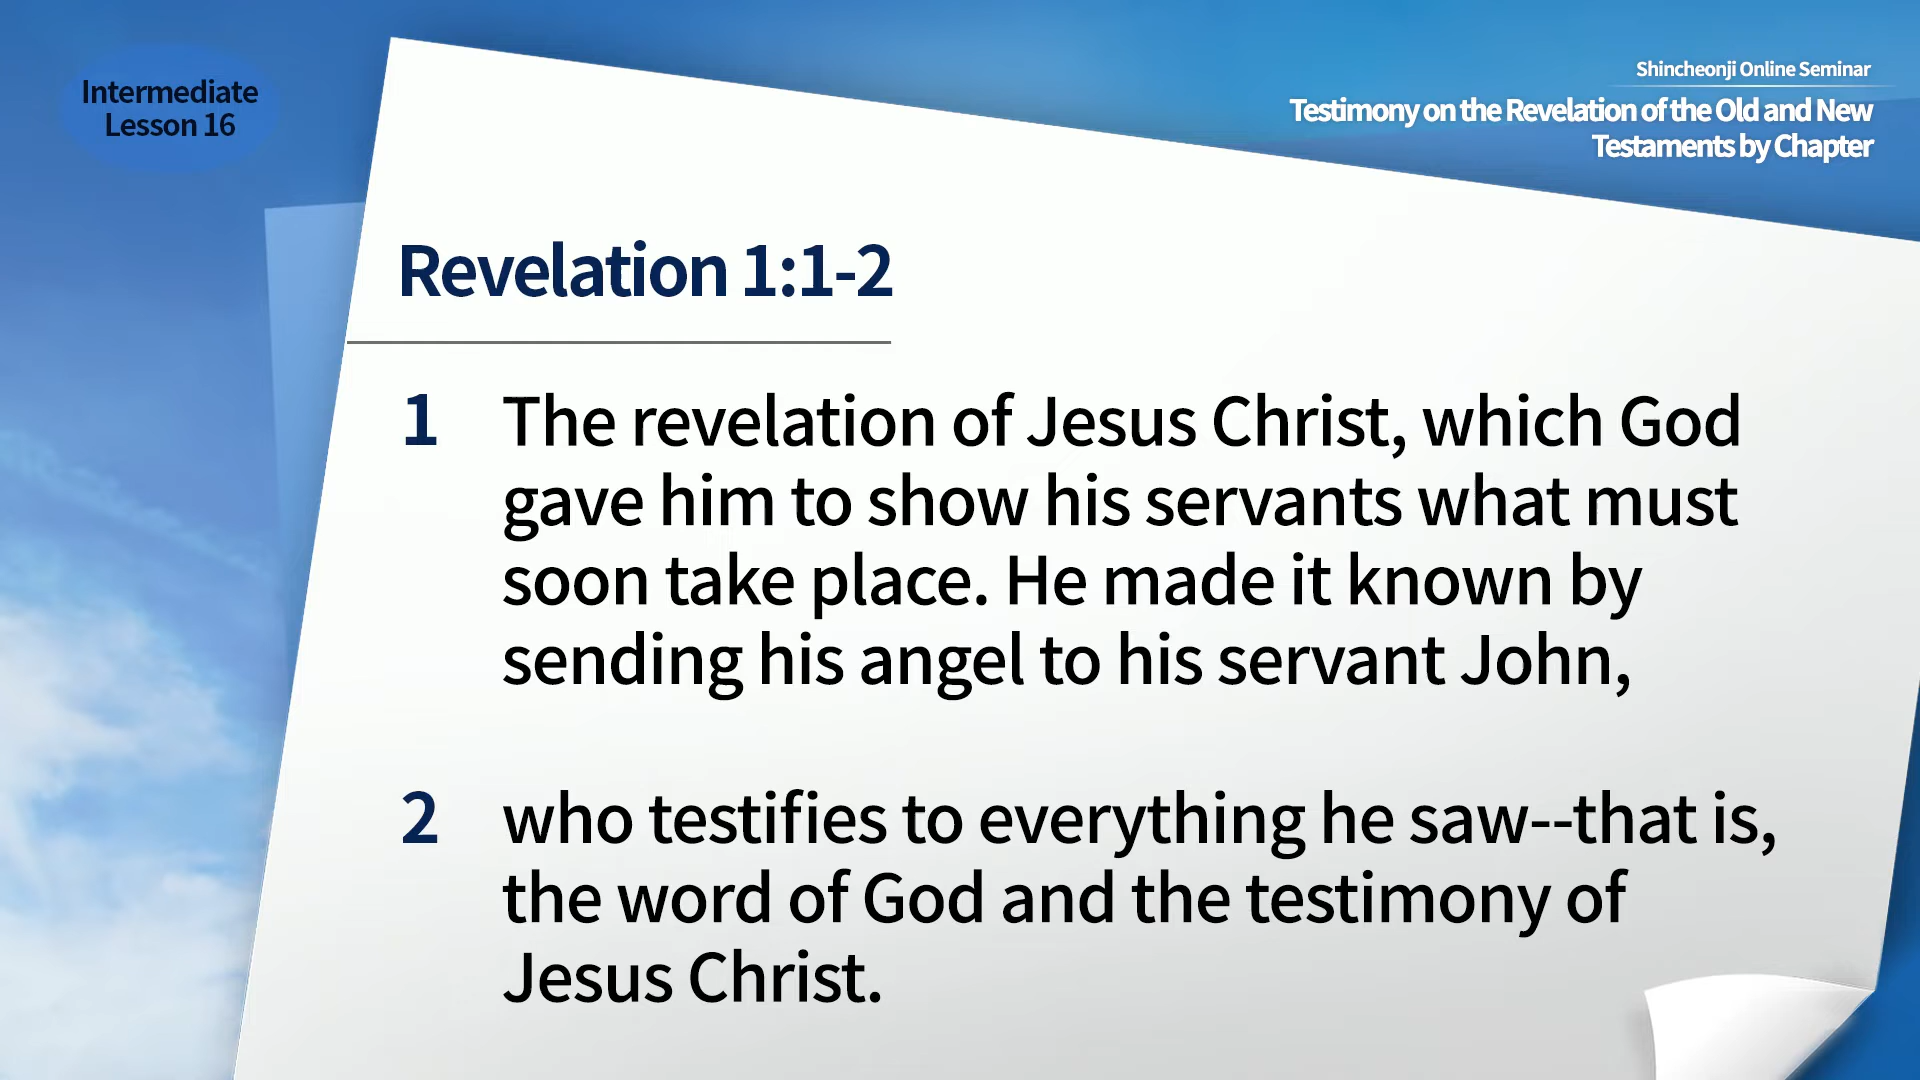 Intermediate
Lesson 16
Shincheonji Online Seminar
Testimony on the Revelation of the Old and New
Testaments by Chapter
Revelation 1:1-2
1 The revelation of Jesus Christ, which God
gave him to show his servants what must
soon take place. He made it known by
sending his angel to his servant John,
2 who testifies to everything he saw--that is,
the word of God and the testimony of
Jesus Christ.